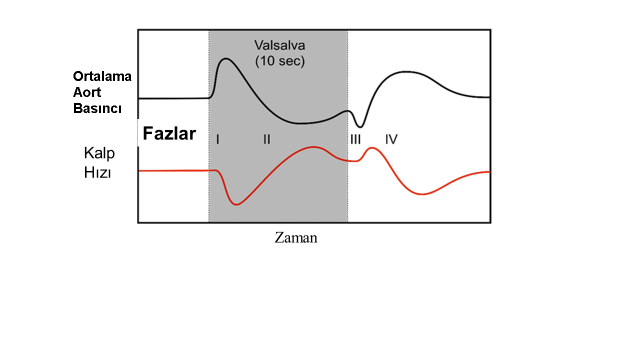 Valsalva
(10 sec)
Ortalama
Aort
Basıncı
Fazlar
I
II
III
IV
Kalp
Hızı
Zaman